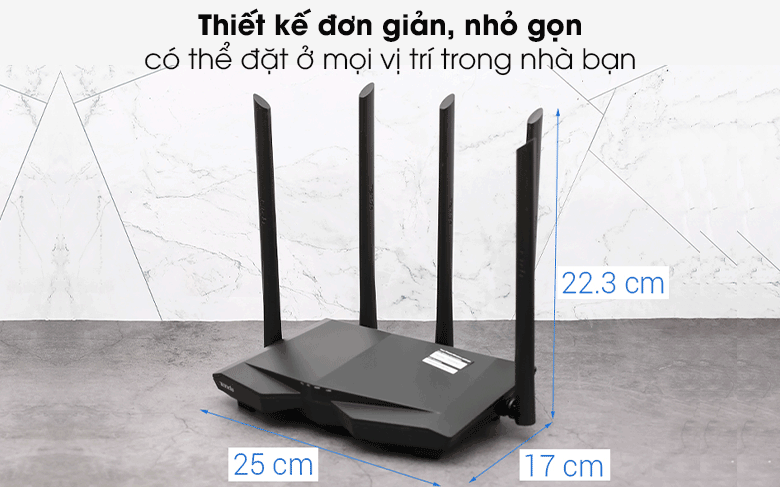 Thiết kế đơn giản, nhỏ gọn
có thể đặt ở mọi vị trí trong nhà bạn
22.3 cm
Tenda
25 cm
17 cm